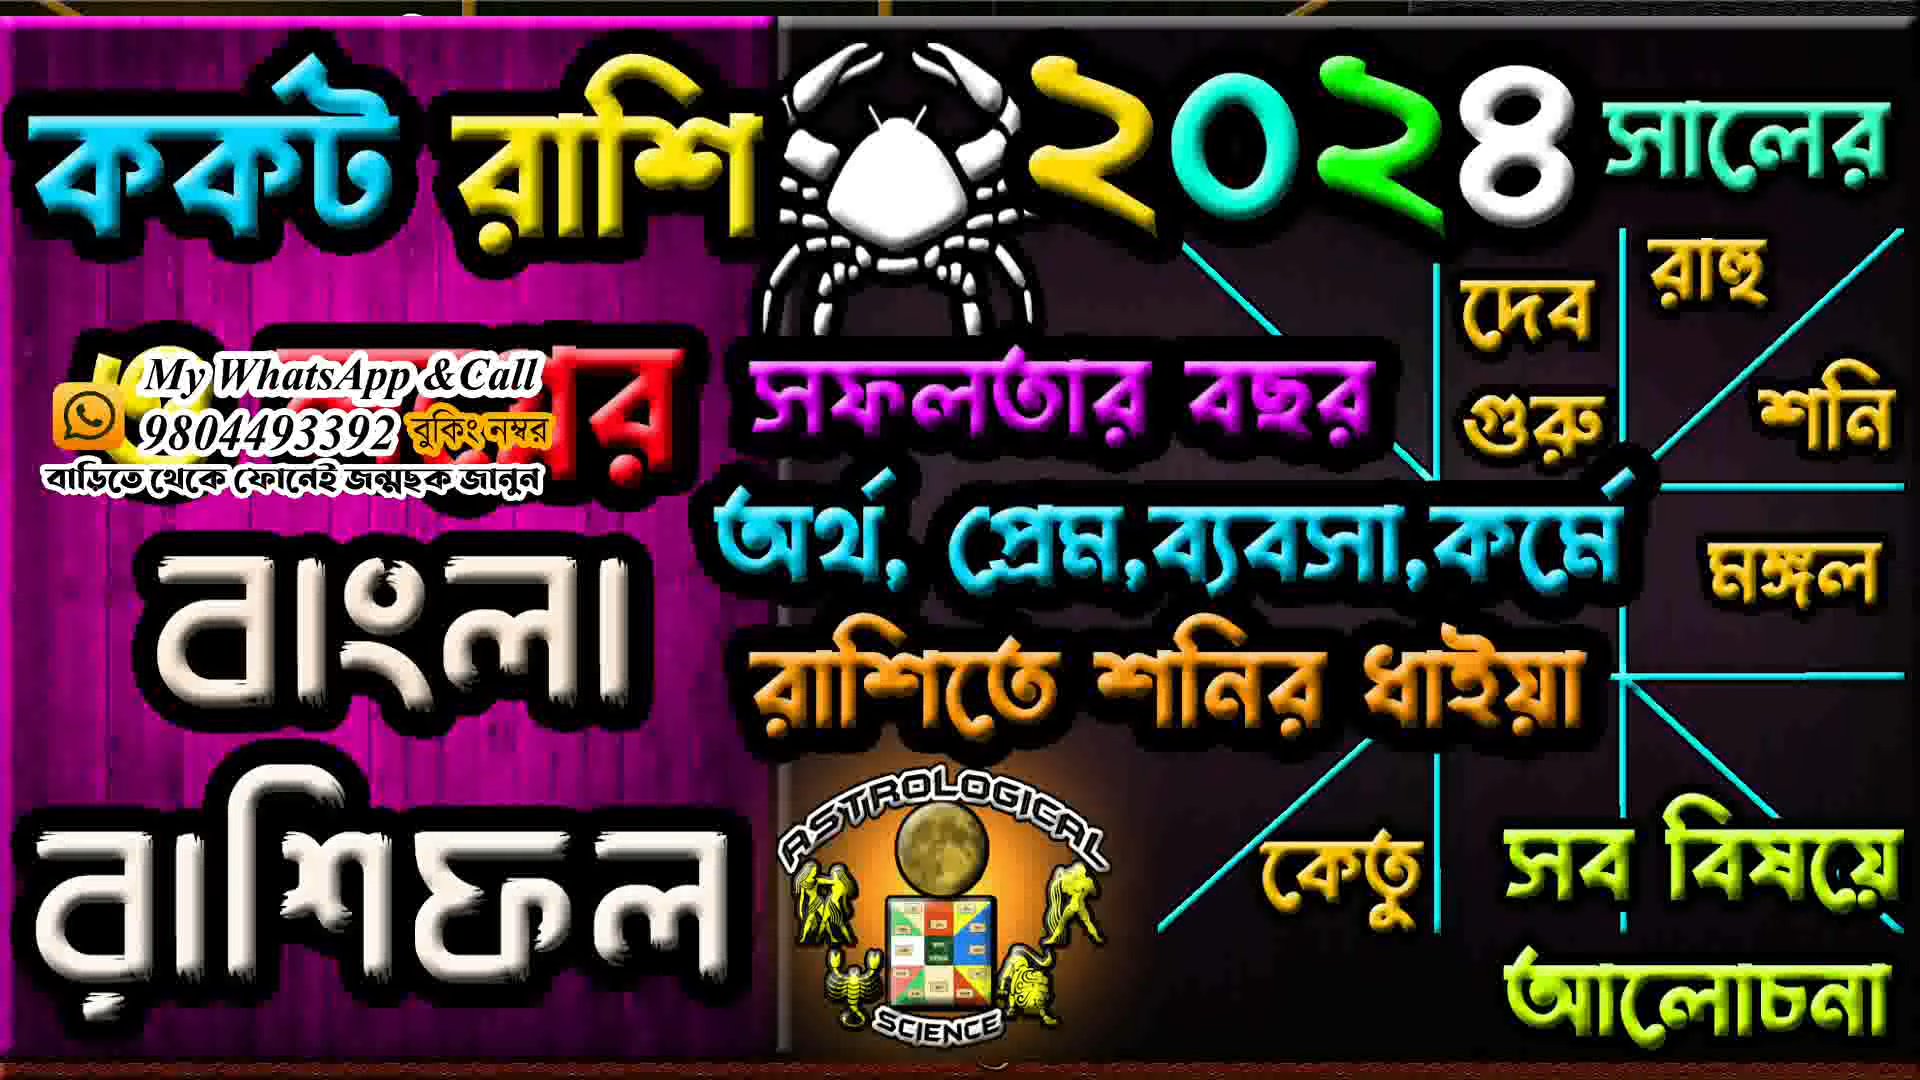 কর্কট রাশি ২০২৪ সালের
রাহু
দেব
গুরু
শনি
My WhatsApp &Call
9804493392 বুকিং নম্বর
বাড়িতে থেকে ফোনেই জন্মছক জানুন
সফলতার বছর
অর্থ, প্রেম,ব্যবসা,কর্মে
মঙ্গল
বাংলা
রাশিতে শনির ধাইয়া
রাশিফল
ASTROLOGICAL
SCIENCE
কেতু
সব বিষয়ে
আলোচনা